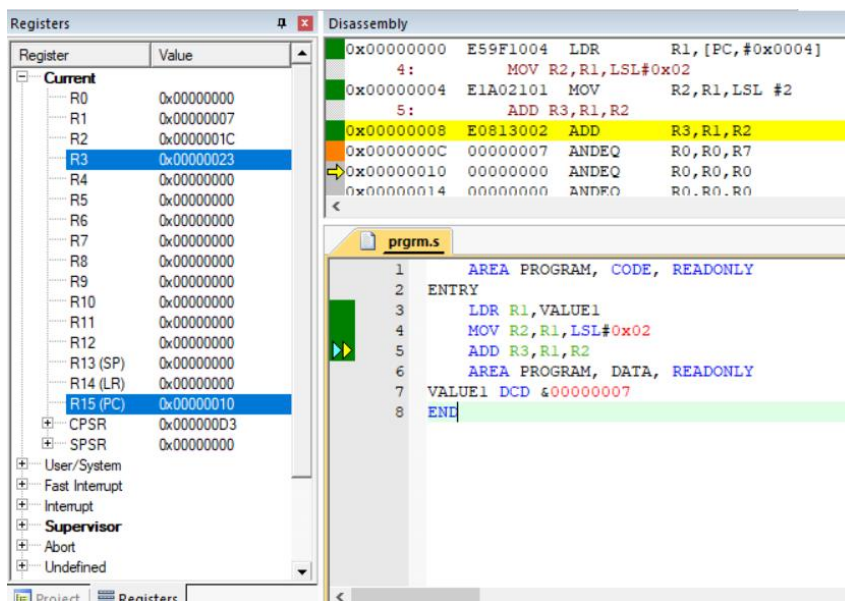 Registers
Register Value
Current
R0 0x00000000
R1 0x00000007
R2 0x0000001C
R3 0x00000023
R4 0x00000000
R5 0x00000000
R6 0x00000000
R7 0x00000000
R8 0x00000000
R9 0x00000000
R10 0x00000000
R11 0x00000000
R12 0x00000000
R13 (SP) 0x00000000
R14 (LR) 0x00000000
R15 (PC) 0x00000010
CPSR 0x000000D3
SPSR 0x00000000
User/System
Fast Interrupt
Interrupt
Supervisor
Abort
Undefined
Project Registers
Disassembly
0x00000000 E59F1004 LDR R1,[PC,#0x0004]
4: MOV R2,R1,LSL#0x02
0x00000004 E1A02101 MOV R2,R1,LSL #2
5: ADD R3,R1,R2
0x00000008 E0813002 ADD R3,R1,R2
0x0000000C 00000007 ANDEQ R0,R0,R7
0x00000010 00000000 ANDEQ R0,R0,R0
0x00000014 00000000 ANDEQ R0,R0,R0
prgrm.s
1 AREA PROGRAM, CODE, READONLY
2 ENTRY
3 LDR R1,VALUE1
4 MOV R2,R1,LSL#0x02
5 ADD R3,R1,R2
6 AREA PROGRAM, DATA, READONLY
7 VALUE1 DCD &00000007
8 END